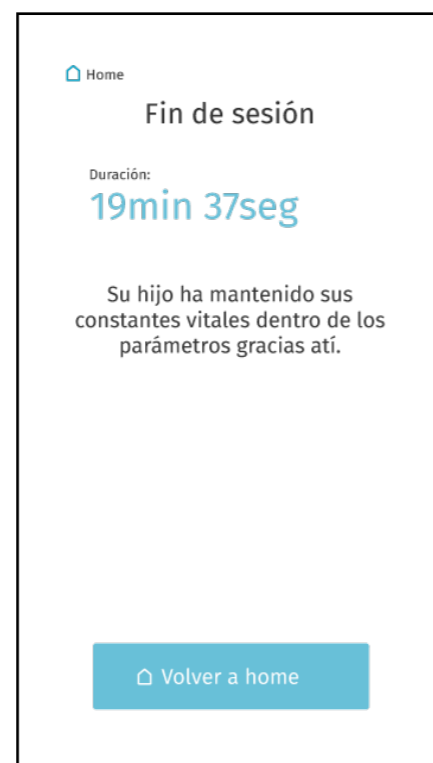 Home
Fin de sesión
Duración:
19min 37seg
Su hijo ha mantenido sus
constantes vitales dentro de los
parámetros gracias atí.
Volver a home